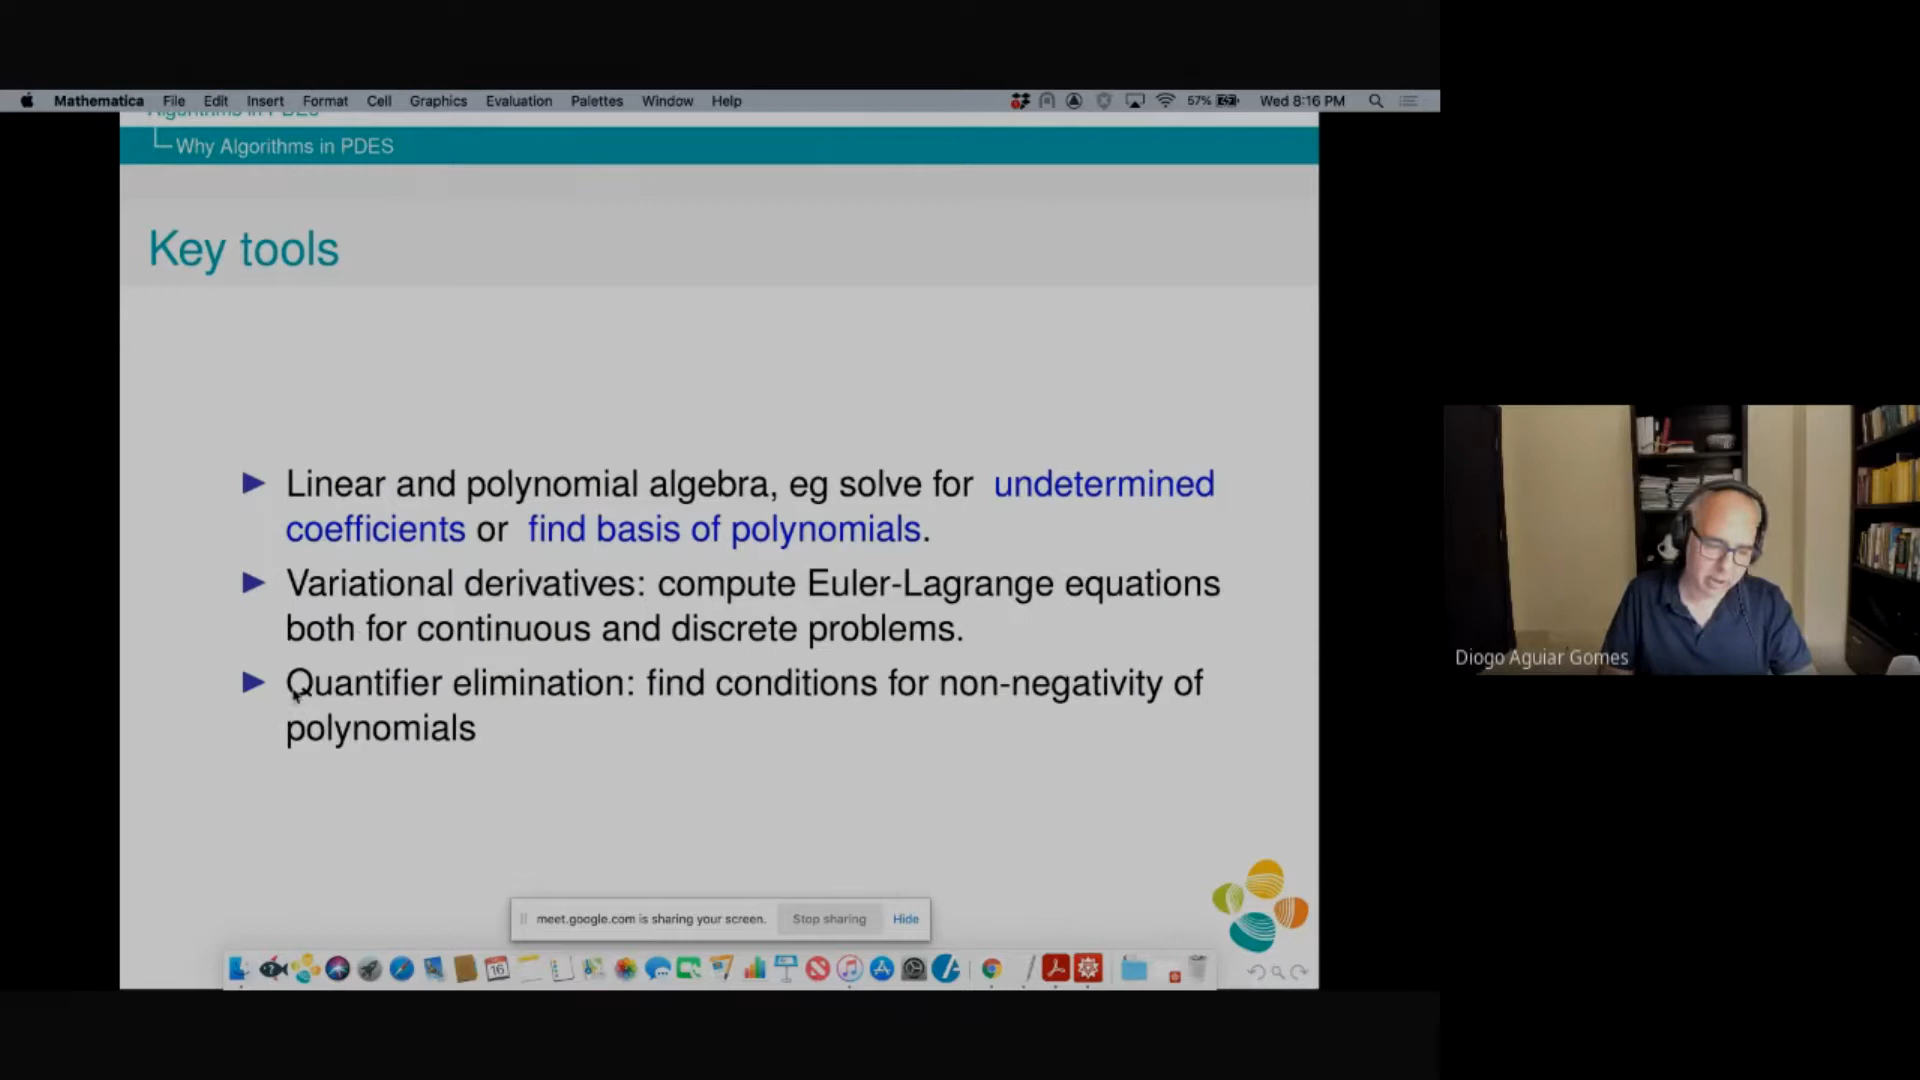 Mathematica File Edit Insert Format Cell Graphics Evaluation Palettes Window Help 57% Wed 8:16 PM
Algorithms in PDES
Why Algorithms in PDES
Key tools
Linear and polynomial algebra, eg solve for undetermined
coefficients or find basis of polynomials.
Variational derivatives: compute Euler-Lagrange equations
both for continuous and discrete problems.
Quantifier elimination: find conditions for non-negativity of
polynomials
Diogo Aguiar Gomes
meet.google.com is sharing your screen. Stop sharing Hide
16